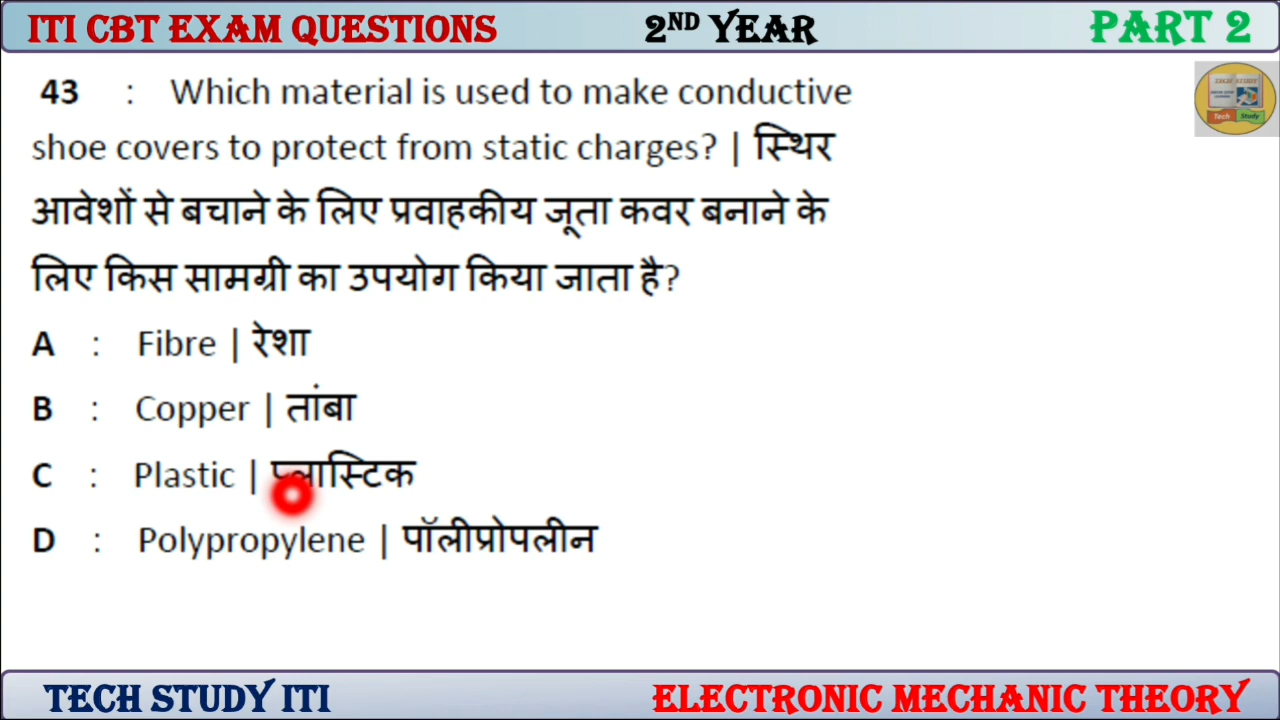 ITI CBT EXAM QUESTIONS 2ND YEAR PART 2
43 : Which material is used to make conductive
shoe covers to protect from static charges? | स्थिर
आवेशों से बचाने के लिए प्रवाहकीय जूता कवर बनाने के
लिए किस सामग्री का उपयोग किया जाता है?
A : Fibre | रेशा
B : Copper | तांबा
C : Plastic | प्लास्टिक
D : Polypropylene | पॉलीप्रोपलीन
Tech Study
TECH STUDY ITI ELECTRONIC MECHANIC THEORY